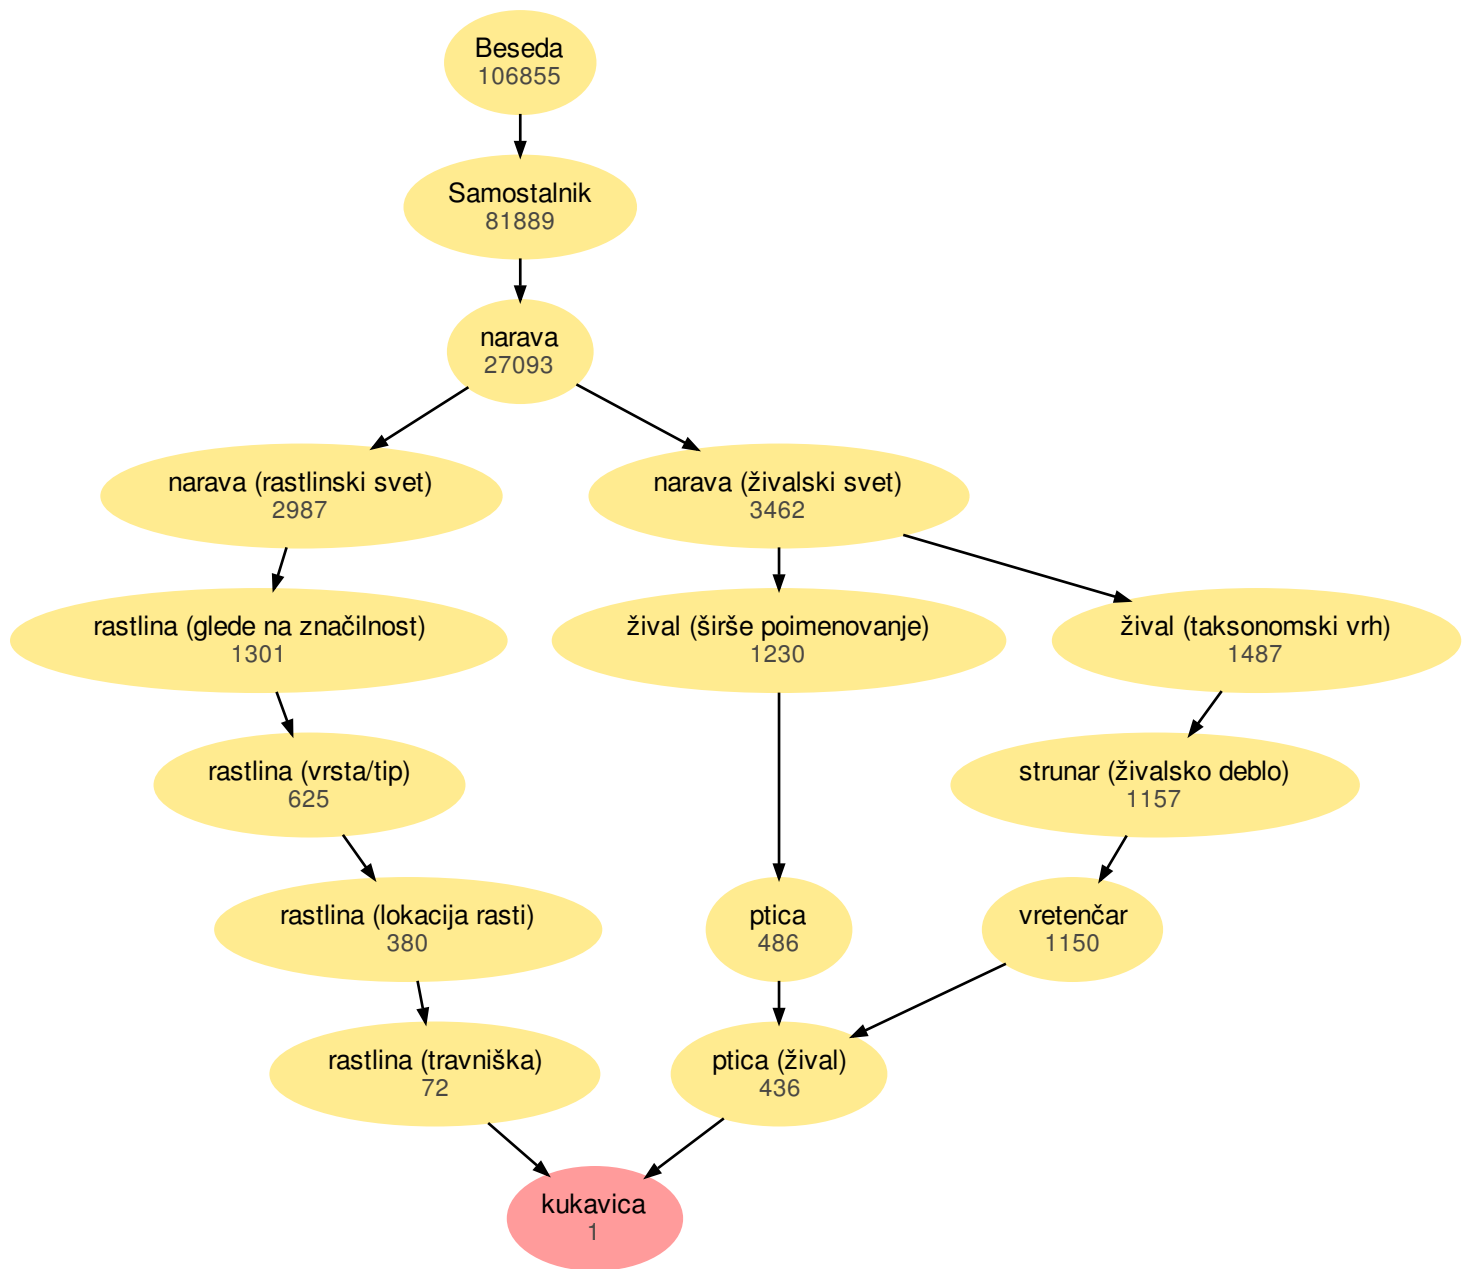 Beseda
106855
Samostalnik
81889
narava
27093
narava (rastlinski svet)
2987
narava (živalski svet)
3462
rastlina (glede na značilnost)
1301
žival (širše poimenovanje)
1230
žival (taksonomski vrh)
1487
rastlina (vrsta/tip)
625
strunar (živalsko deblo)
1157
rastlina (lokacija rasti)
380
ptica
486
vretenčar
1150
rastlina (travniška)
72
ptica (žival)
436
kukavica
1